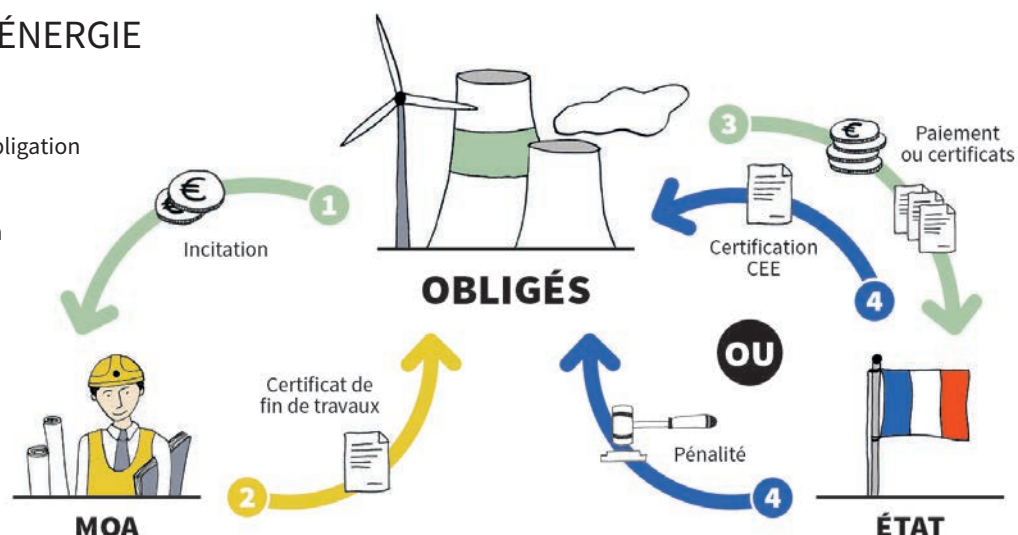 ÉNERGIE
bligation
1
Incitation
OBLIGÉS
3
Paiement
ou certificats
Certification
CEE
4
OU
Certificat de
fin de travaux
2
MOA
Pénalité
4
ÉTAT